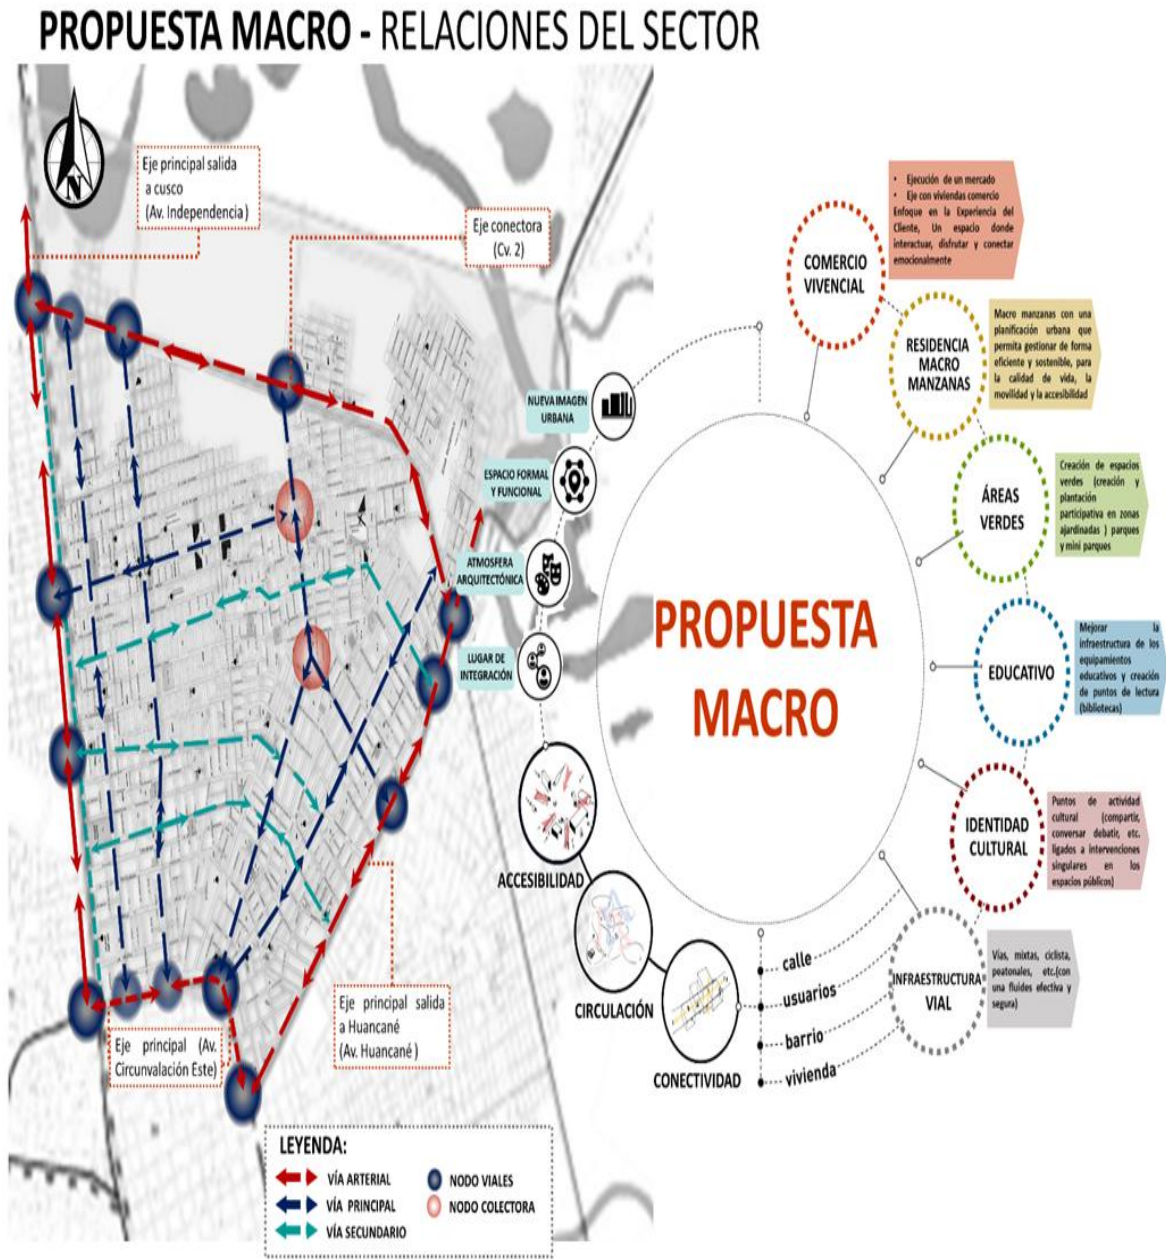 PROPUESTA MACRO - RELACIONES DEL SECTOR
N
Eje principal salida
a cusco
(Av. Independencia)
Eje conectora
(Cv. 2)
Eje principal salida
a Huancané
(Av. Huancané)
Eje principal (Av.
Circunvalación Este)
LEYENDA:
VÍA ARTERIAL
VÍA PRINCIPAL
VÍA SECUNDARIO
NODO VIALES
NODO COLECTORA
NUEVA IMAGEN
URBANA
ESPACIO FORMAL
Y FUNCIONAL
ATMOSFERA
ARQUITECTÓNICA
LUGAR DE
INTEGRACIÓN
ACCESIBILIDAD
CIRCULACIÓN
CONECTIVIDAD
PROPUESTA
MACRO
calle
usuarios
barrio
vivienda
COMERCIO
VIVENCIAL
• Ejecución de un mercado
• Eje con viviendas comercio
Enfoque en la Experiencia del
Cliente, Un espacio donde
interactuar, disfrutar y conectar
emocionalmente
RESIDENCIA
MACRO
MANZANAS
Macro manzanas con una
planificación urbana que
permita gestionar de forma
eficiente y sostenible, para
la calidad de vida, la
movilidad y la accesibilidad
ÁREAS
VERDES
Creación de espacios
verdes (creación y
plantación
participativa en zonas
ajardinadas ) parques
y mini parques
EDUCATIVO
Mejorar la
infraestructura de los
equipamientos
educativos y creación
de puntos de lectura
(bibliotecas)
IDENTIDAD
CULTURAL
Puntos de actividad
cultural (compartir,
conversar debatir, etc.
ligados a intervenciones
singulares en los
espacios públicos)
INFRAESTRUCTURA
VIAL
Vias, mixtas, ciclista,
peatonales, etc.(con
una fluides efectiva y
segura)